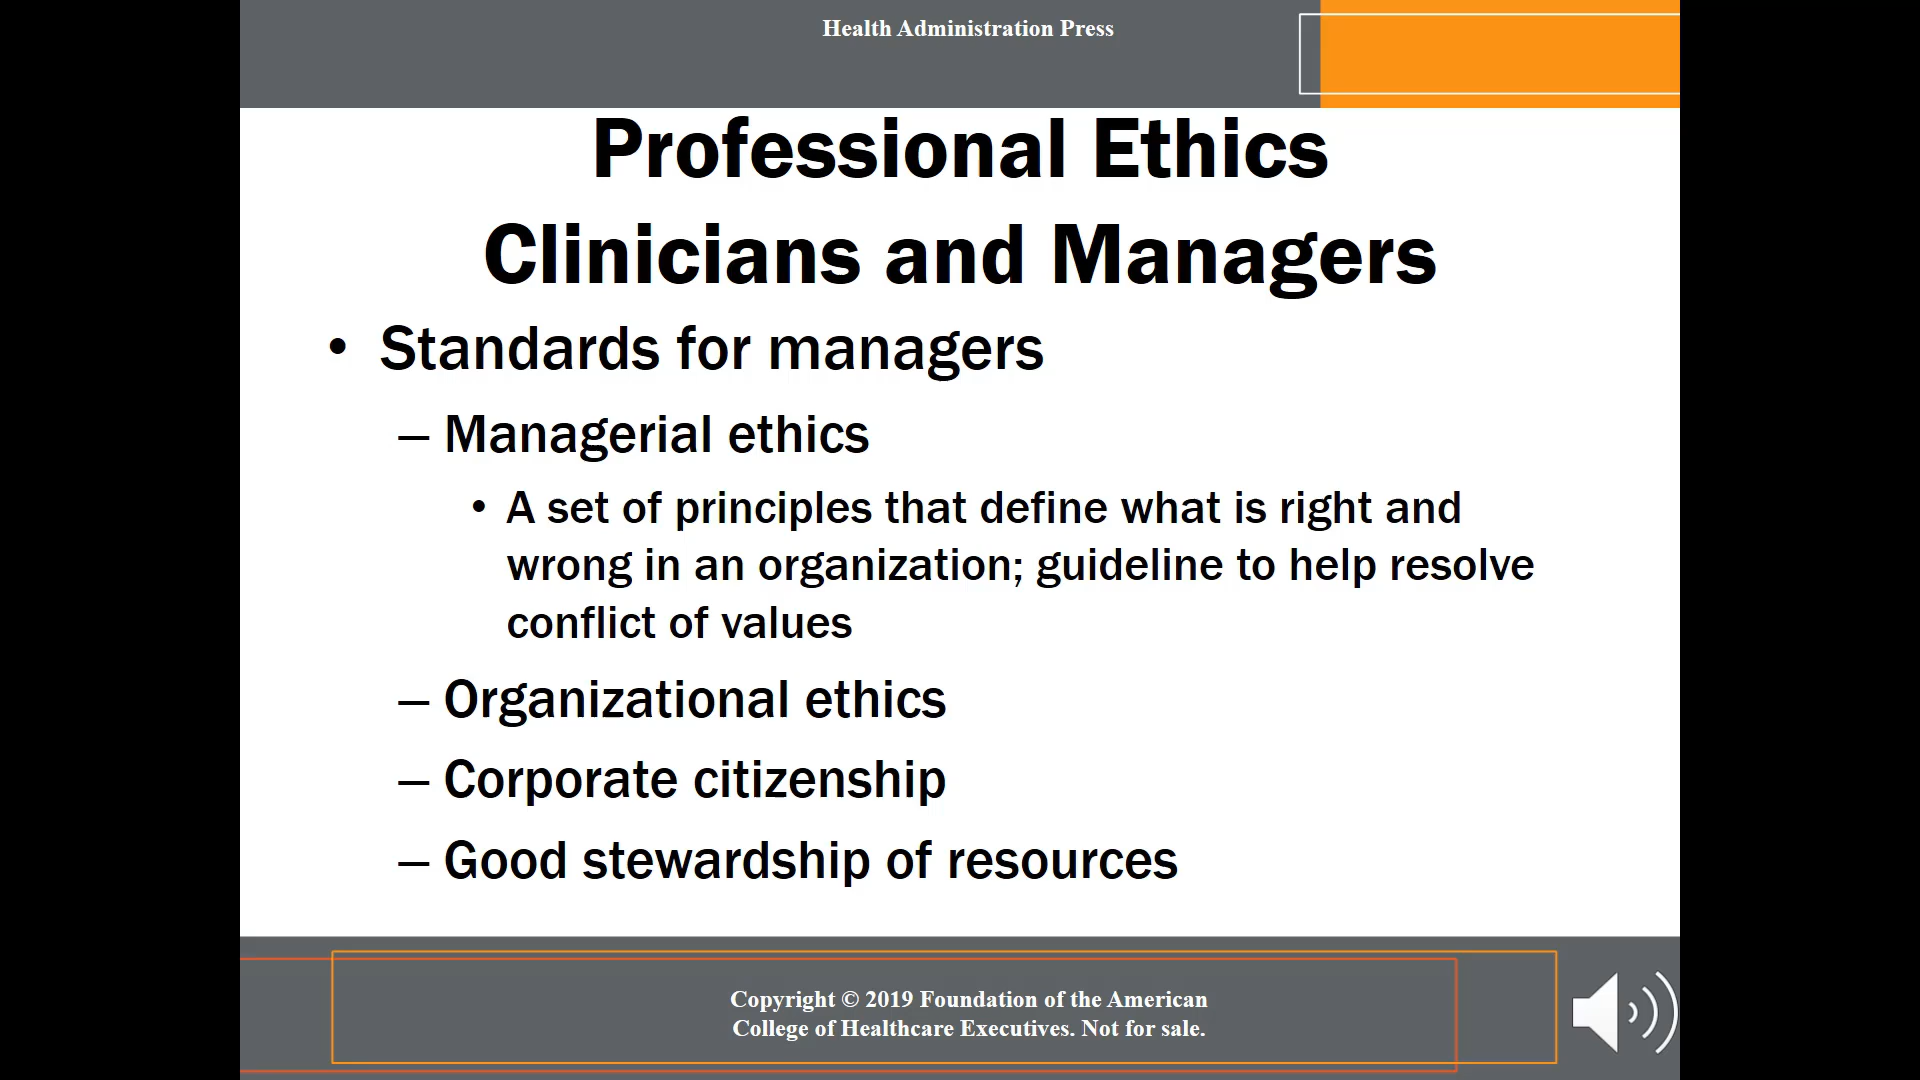 Health Administration Press
Professional Ethics
Clinicians and Managers
• Standards for managers
– Managerial ethics
• A set of principles that define what is right and
wrong in an organization; guideline to help resolve
conflict of values
– Organizational ethics
– Corporate citizenship
– Good stewardship of resources
Copyright © 2019 Foundation of the American
College of Healthcare Executives. Not for sale.